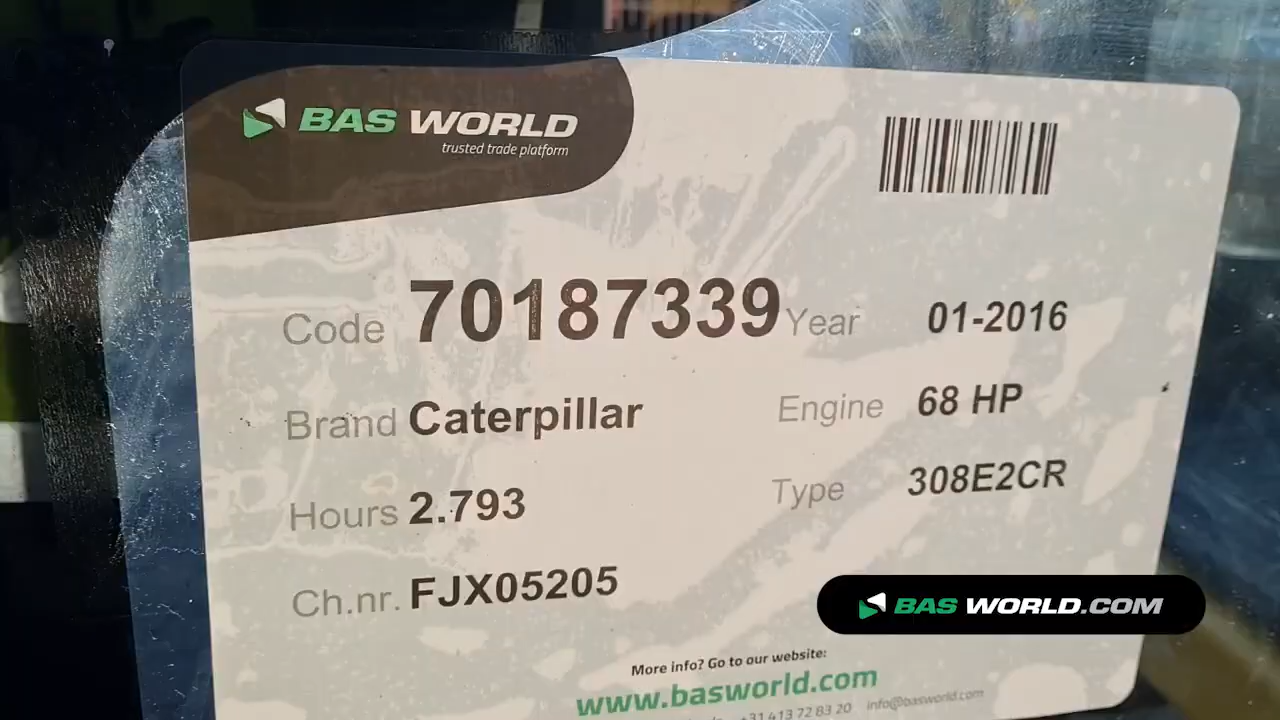 BAS WORLD
trusted trade platform
Code 70187339 Year 01-2016
Brand Caterpillar Engine 68 HP
Hours 2.793 Type 308E2CR
Ch.nr. FJX05205
BAS WORLD.COM
More info? Go to our website:
www.basworld.com
+31 413 72 83 20 info@basworld.com